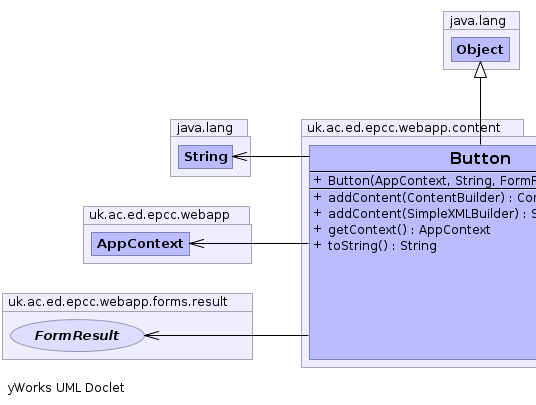 java.lang
Object
java.lang
String
uk.ac.ed.epcc.webapp.content
Button
+ Button(AppContext, String, FormR
+ addContent(ContentBuilder) : Con
+ addContent(SimpleXMLBuilder) : S
+ getContext() : AppContext
+ toString() : String
uk.ac.ed.epcc.webapp
AppContext
uk.ac.ed.epcc.webapp.forms.result
FormResult
yWorks UML Doclet